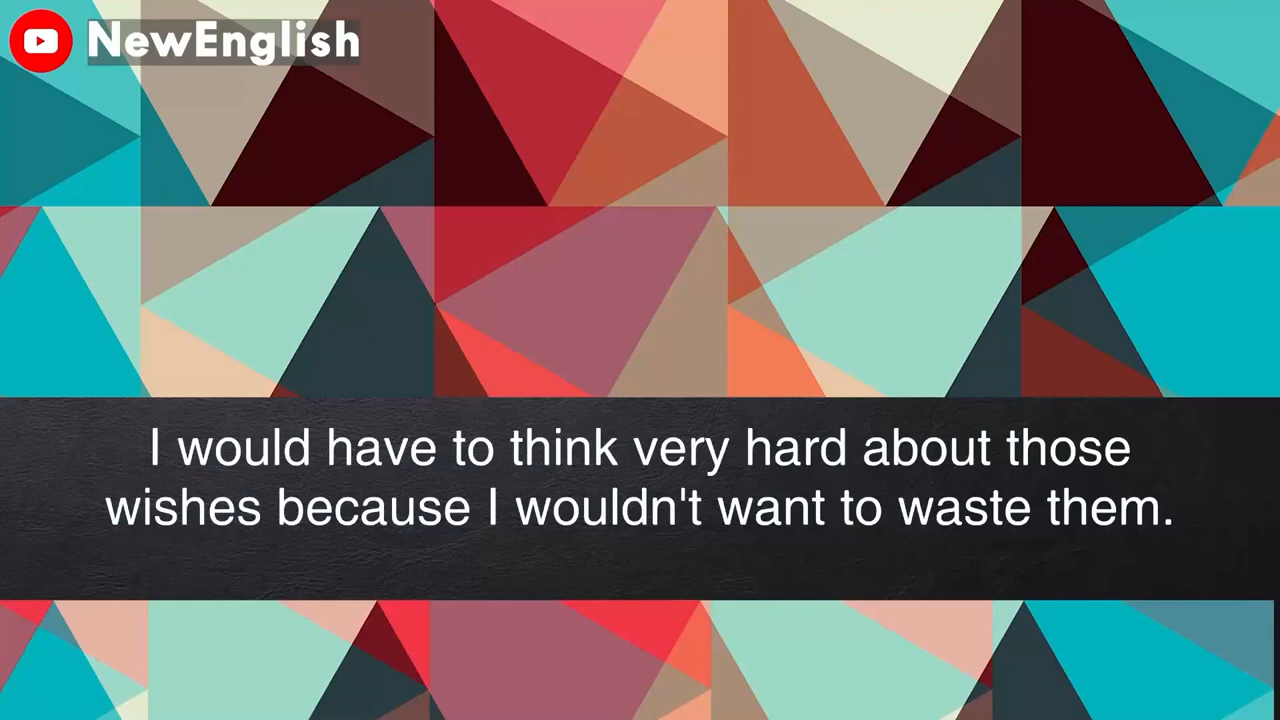 NewEnglish
I would have to think very hard about those
wishes because I wouldn't want to waste them.